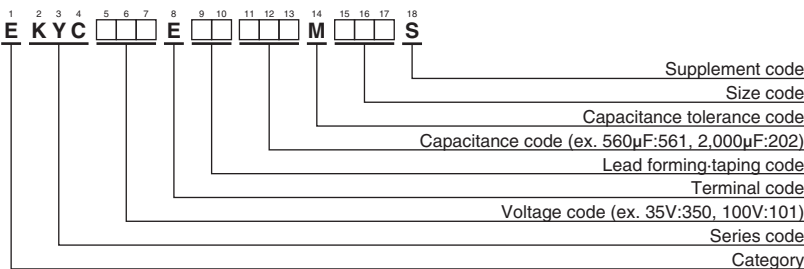 1 2 3 4 5 6 7 8 9 10 11 12 13 14 15 16 17 18
E K Y C □ □ □ E □ □ □ □ □ M □ □ □ S
Supplement code
Size code
Capacitance tolerance code
Capacitance code (ex. 560μF:561, 2,000μF:202)
Lead forming·taping code
Terminal code
Voltage code (ex. 35V:350, 100V:101)
Series code
Category